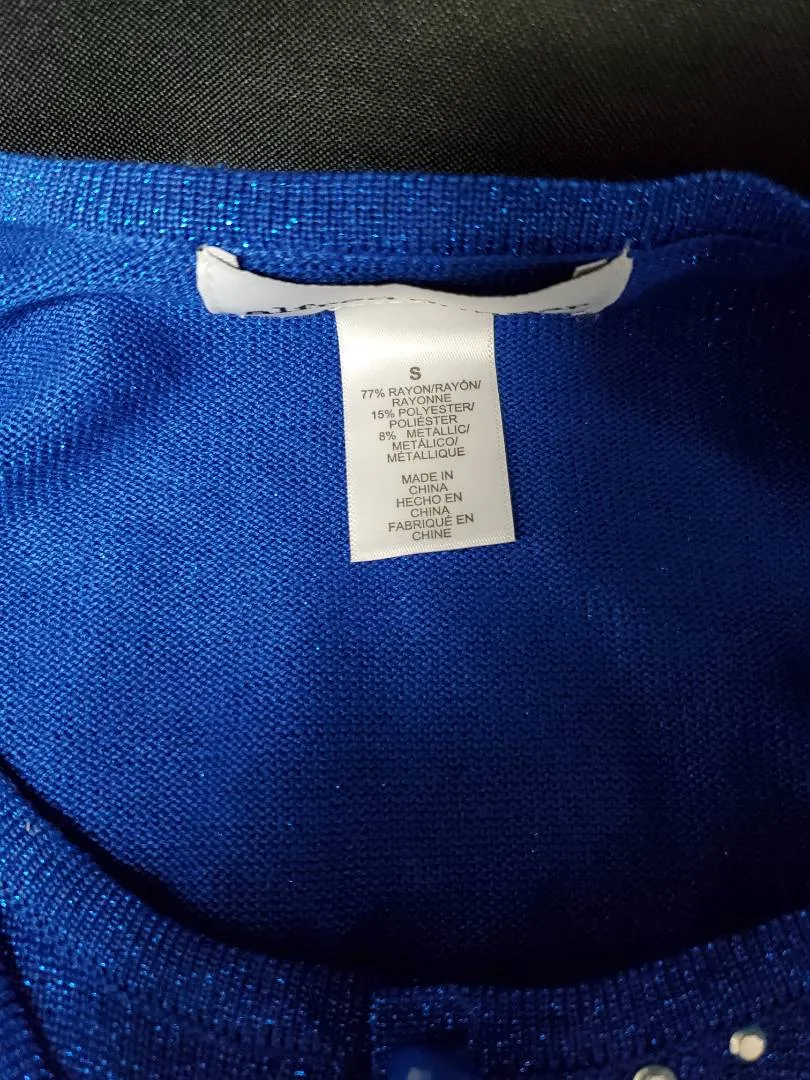 S
77% RAYON/RAYÓN/
RAYONNE
15% POLYESTER/
POLIÉSTER
8% METALLIC/
METÁLICO/
MÉTALLIQUE
MADE IN
CHINA
HECHO EN
CHINA
FABRIQUÉ EN
CHINE